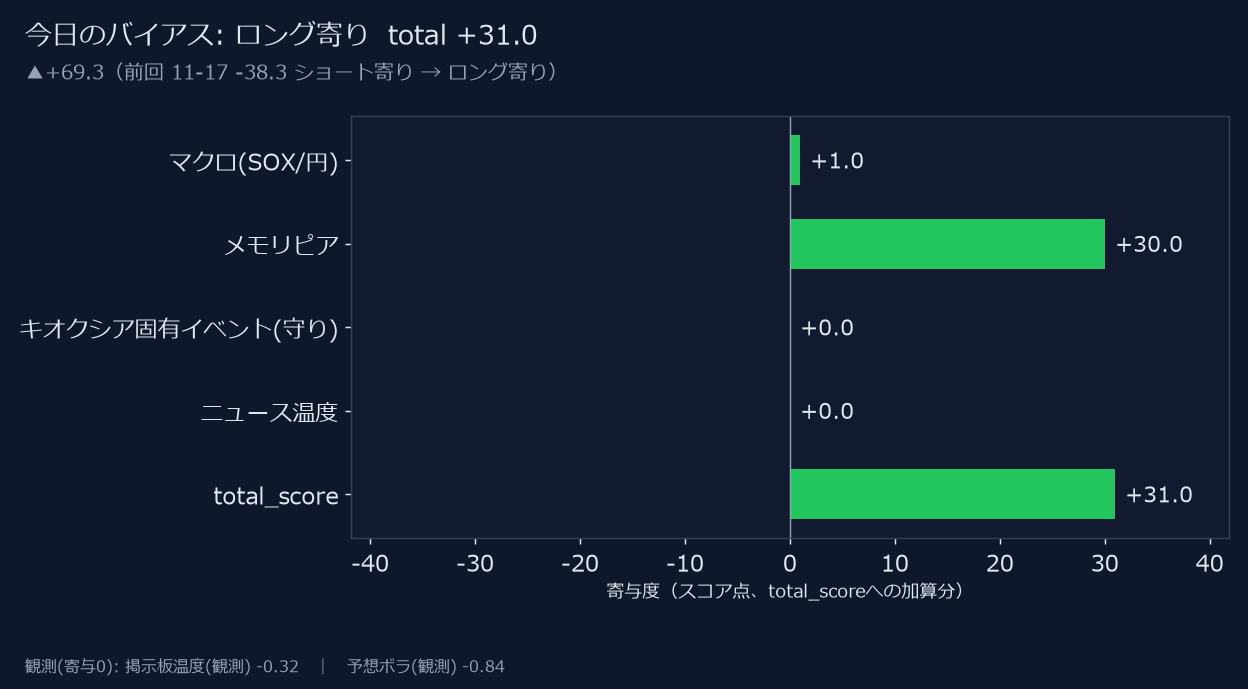 今日のバイアス: ロング寄り  total +31.0
▲+69.3（前回 11-17 -38.3 ショート寄り → ロング寄り）
マクロ(SOX/円)
+1.0
メモリピア
+30.0
キオクシア固有イベント(守り)
+0.0
ニュース温度
+0.0
total_score
+31.0
-40 -30 -20 -10 0 10 20 30 40
寄与度（スコア点、total_scoreへの加算分）
観測(寄与0): 掲示板温度(観測) -0.32 ｜ 予想ボラ(観測) -0.84